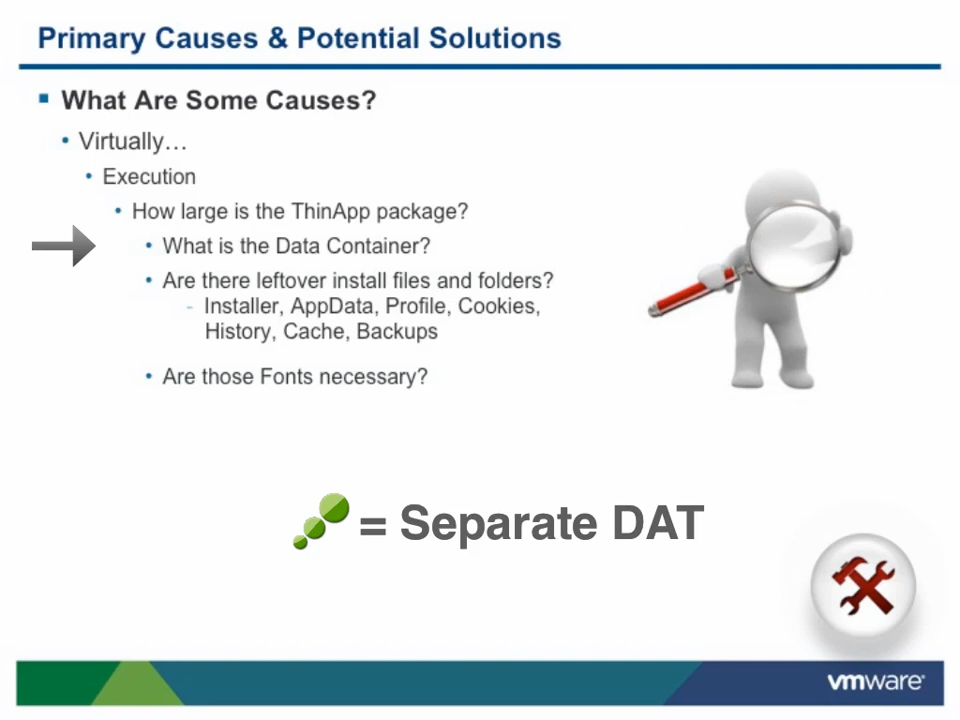 Primary Causes & Potential Solutions
What Are Some Causes?
Virtually…
Execution
How large is the ThinApp package?
What is the Data Container?
Are there leftover install files and folders?
- Installer, AppData, Profile, Cookies,
History, Cache, Backups
Are those Fonts necessary?
= Separate DAT
vmware®